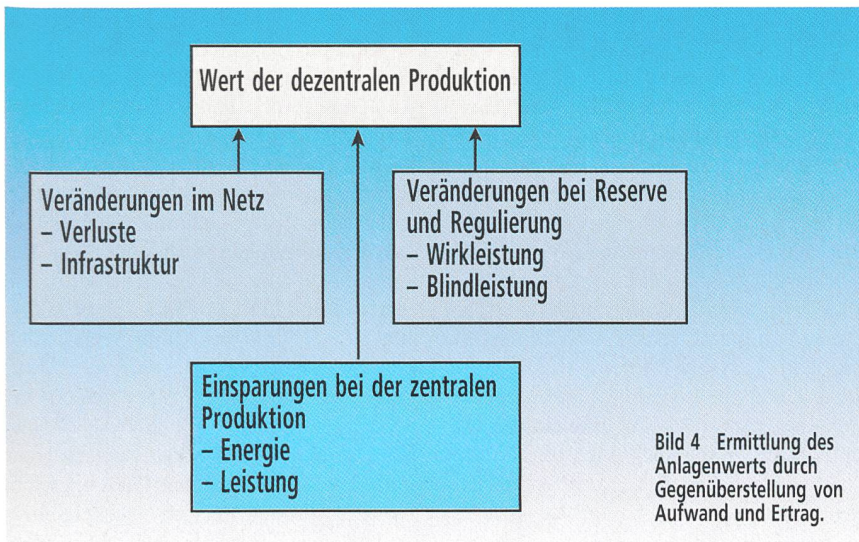 Wert der dezentralen Produktion
Veränderungen im Netz
– Verluste
– Infrastruktur
Veränderungen bei Reserve
und Regulierung
– Wirkleistung
– Blindleistung
Einsparungen bei der zentralen
Produktion
– Energie
– Leistung
Bild 4 Ermittlung des
Anlagenwerts durch
Gegenüberstellung von
Aufwand und Ertrag.